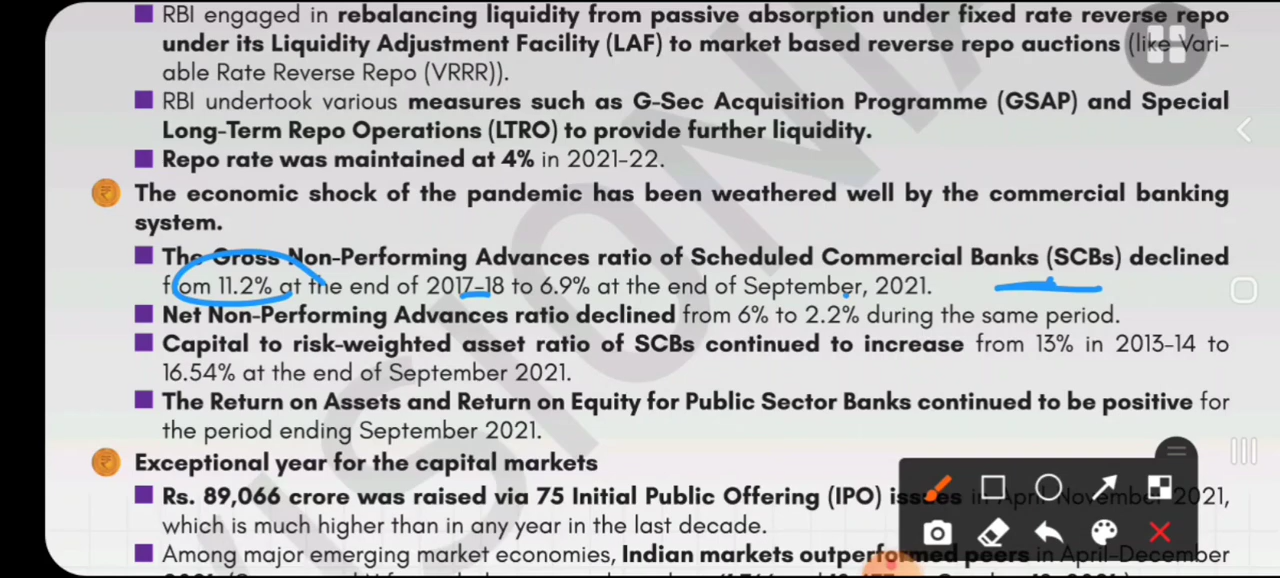 RBI engaged in rebalancing liquidity from passive absorption under fixed rate reverse repo
under its Liquidity Adjustment Facility (LAF) to market based reverse repo auctions (like Vari-
able Rate Reverse Repo (VRRR)).
RBI undertook various measures such as G-Sec Acquisition Programme (GSAP) and Special
Long-Term Repo Operations (LTRO) to provide further liquidity.
Repo rate was maintained at 4% in 2021-22.
The economic shock of the pandemic has been weathered well by the commercial banking
system.
The Gross Non-Performing Advances ratio of Scheduled Commercial Banks (SCBs) declined
from 11.2% at the end of 2017-18 to 6.9% at the end of September, 2021.
Net Non-Performing Advances ratio declined from 6% to 2.2% during the same period.
Capital to risk-weighted asset ratio of SCBs continued to increase from 13% in 2013-14 to
16.54% at the end of September 2021.
The Return on Assets and Return on Equity for Public Sector Banks continued to be positive for
the period ending September 2021.
Exceptional year for the capital markets
Rs. 89,066 crore was raised via 75 Initial Public Offering (IPO) issues in April November 2021,
which is much higher than in any year in the last decade.
Among major emerging market economies, Indian markets outperformed peers in April-December